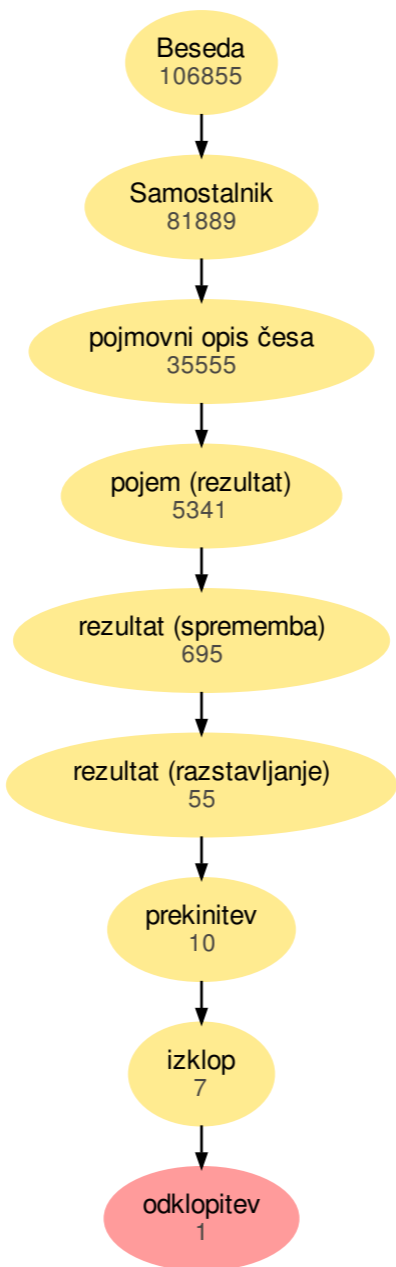 Beseda
106855
Samostalnik
81889
pojmovni opis česa
35555
pojem (rezultat)
5341
rezultat (sprememba)
695
rezultat (razstavljanje)
55
prekinitev
10
izklop
7
odklopitev
1